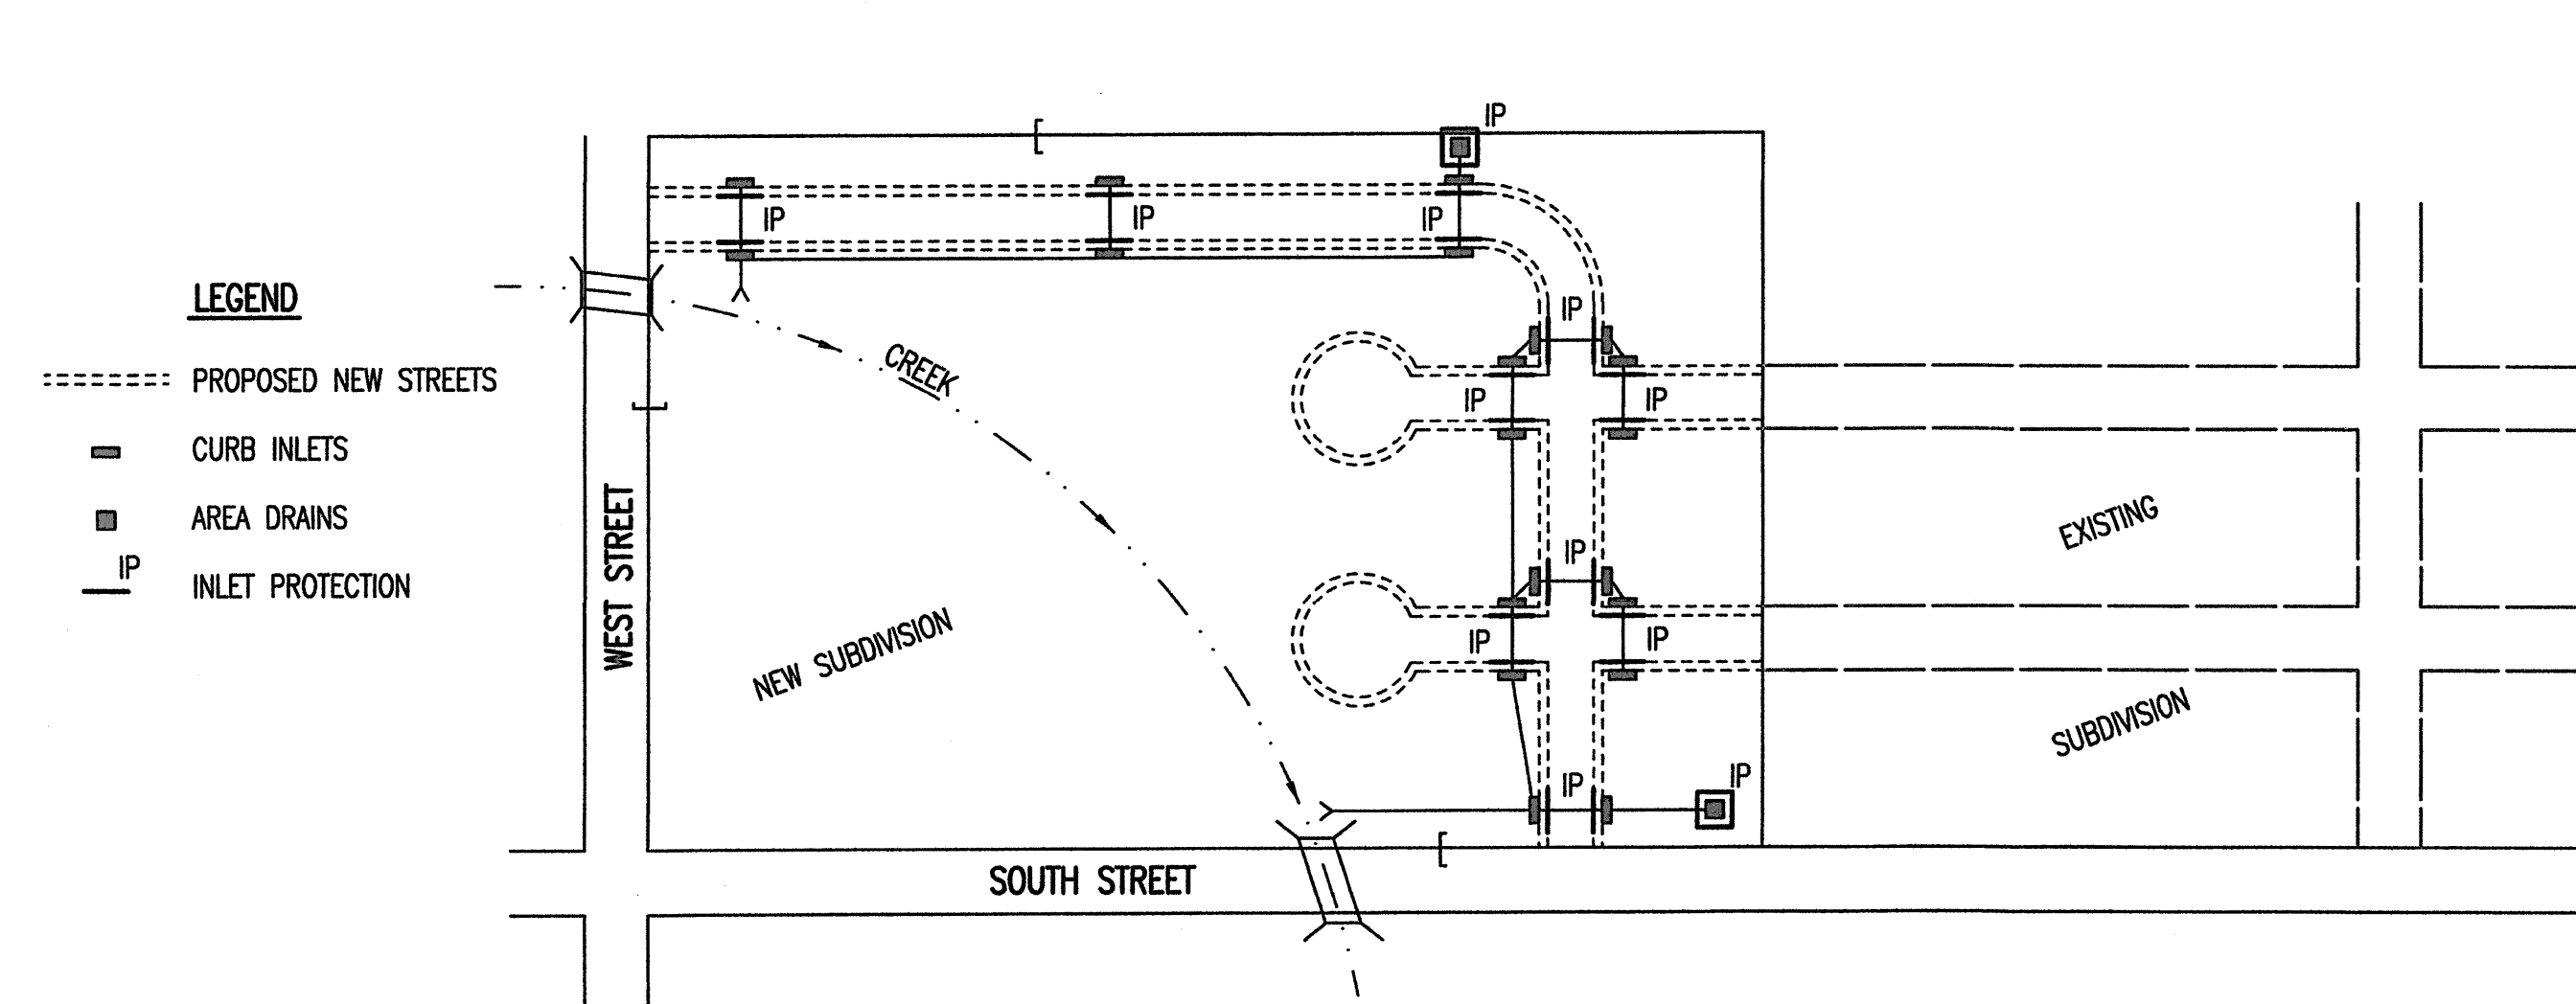 IP
IP
IP
IP
LEGEND
PROPOSED NEW STREETS
CURB INLETS
AREA DRAINS
IP
INLET PROTECTION
WEST STREET
CREEK
NEW SUBDIVISION
IP
IP
IP
IP
IP
IP
IP
IP
EXISTING
SUBDIVISION
SOUTH STREET